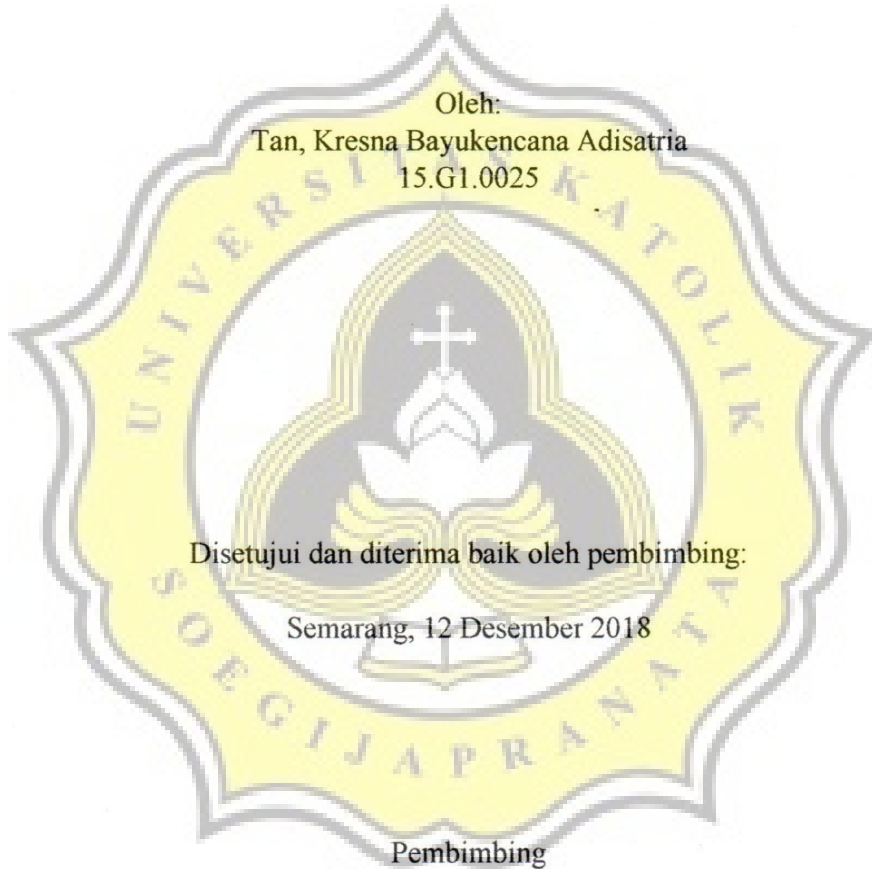 Oleh:
Tan, Kresna Bayukencana Adisatria
15.G1.0025
UNIVERSITAS KATOLIK
Disetujui dan diterima baik oleh pembimbing:
Semarang, 12 Desember 2018
SOEGIJAPRANATA
Pembimbing